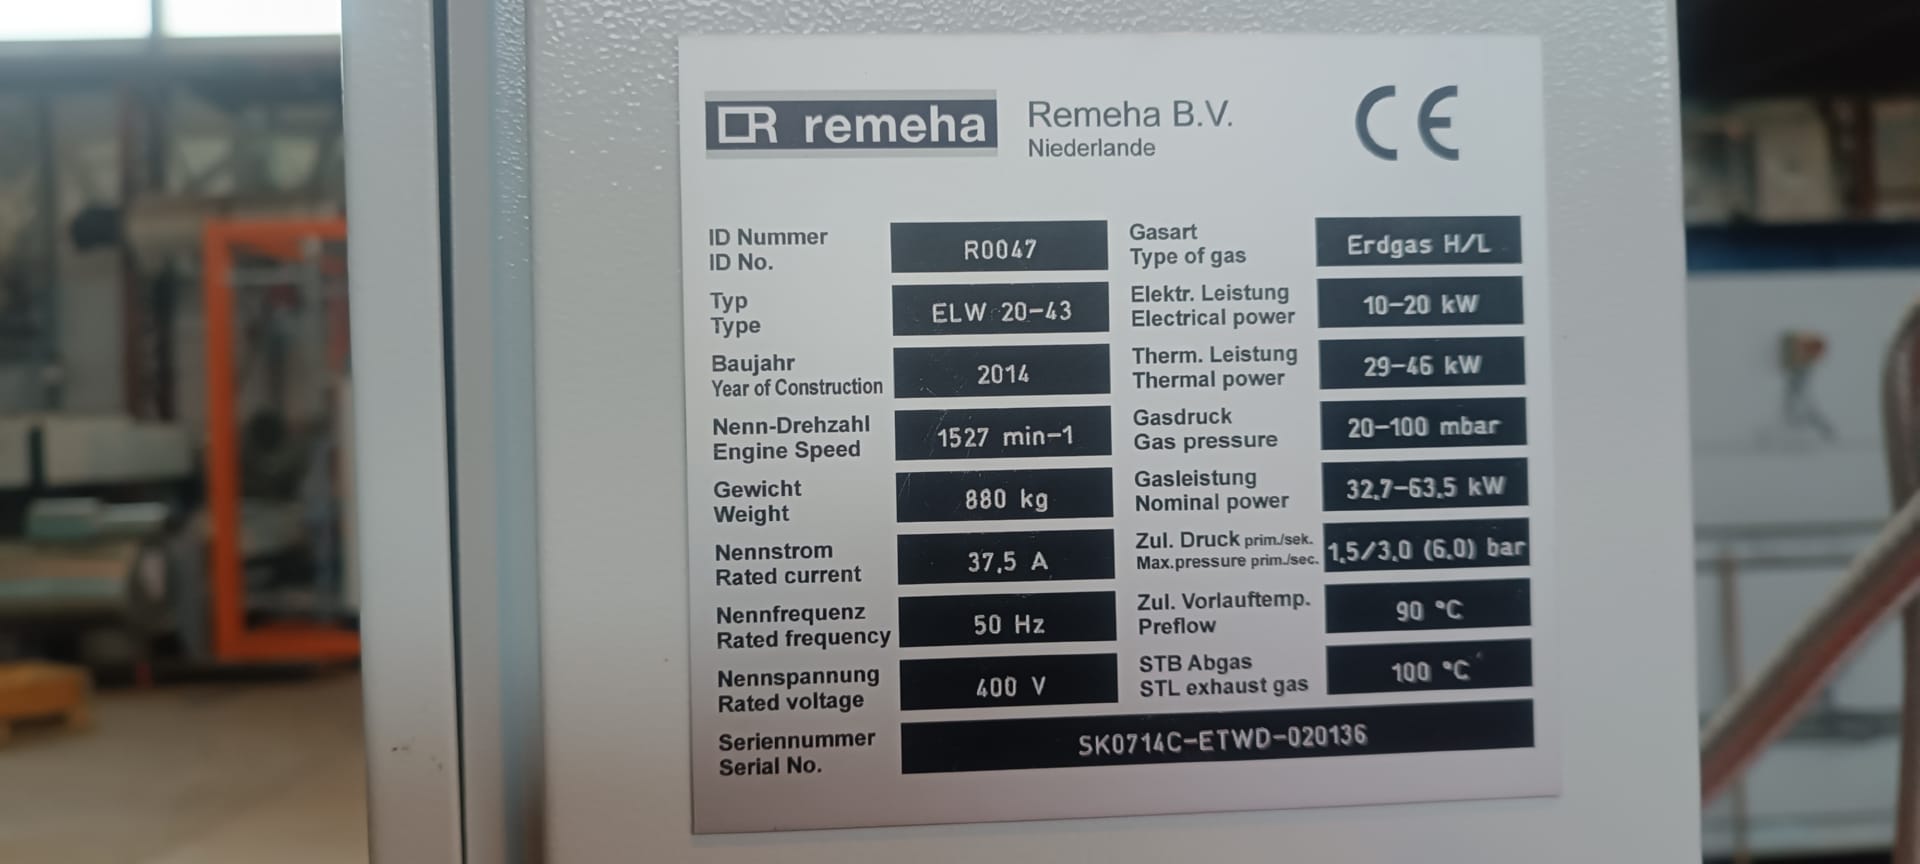 remeha
Remeha B.V.
Niederlande
CE
ID Nummer
ID No.
R0047
Typ
Type
ELW 20-43
Baujahr
Year of Construction
2014
Nenn-Drehzahl
Engine Speed
1527 min-1
Gewicht
Weight
880 kg
Nennstrom
Rated current
37,5 A
Nennfrequenz
Rated frequency
50 Hz
Nennspannung
Rated voltage
400 V
Gasart
Type of gas
Erdgas H/L
Elektr. Leistung
Electrical power
10-20 kW
Therm. Leistung
Thermal power
29-46 kW
Gasdruck
Gas pressure
20-100 mbar
Gasleistung
Nominal power
32,7-63,5 kW
Zul. Druck prim./sek.
Max.pressure prim./sec.
1,5/3,0 (6,0) bar
Zul. Vorlauftemp.
Preflow
90 °C
STB Abgas
STL exhaust gas
100 °C
Seriennummer
Serial No.
SK0714C-ETWD-020136